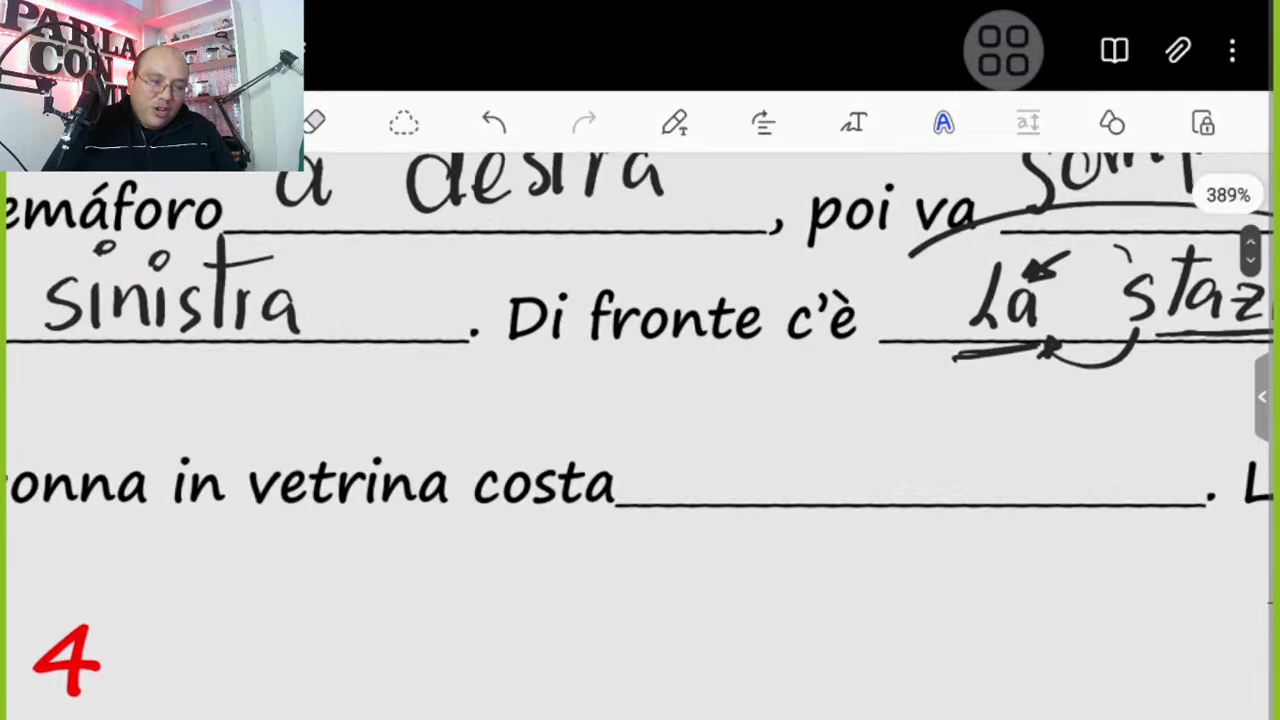 PARLA
CON
389%
a destra
emáforo , poi va
sinistra . Di fronte c'è La staz
onna in vetrina costa . L
4